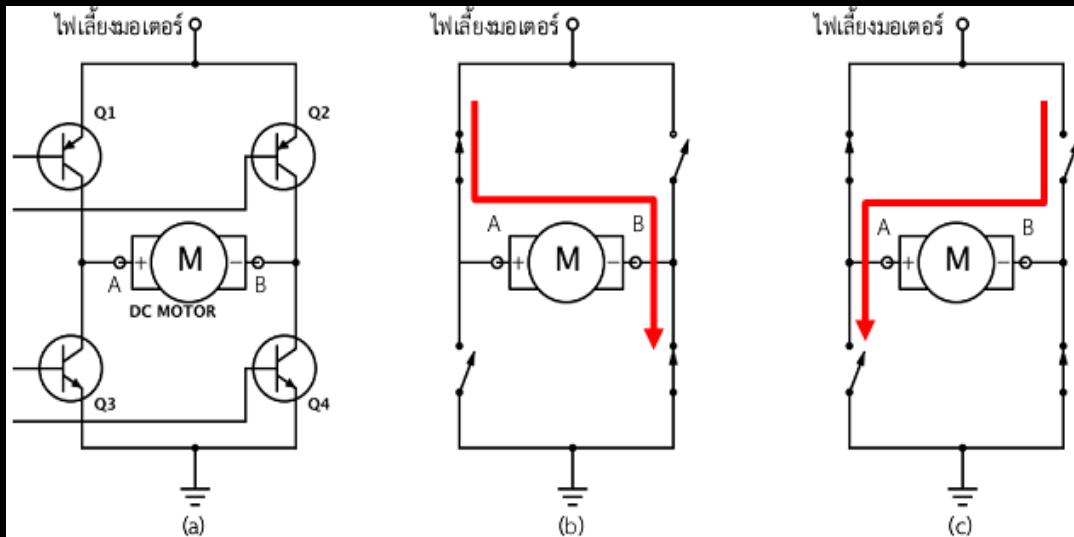 ไฟเลี้ยงมอเตอร์
Q1
Q2
A
+
M
-
B
DC MOTOR
Q3
Q4
(a)
ไฟเลี้ยงมอเตอร์
A
B
+
M
-
(b)
ไฟเลี้ยงมอเตอร์
A
B
+
M
-
(c)